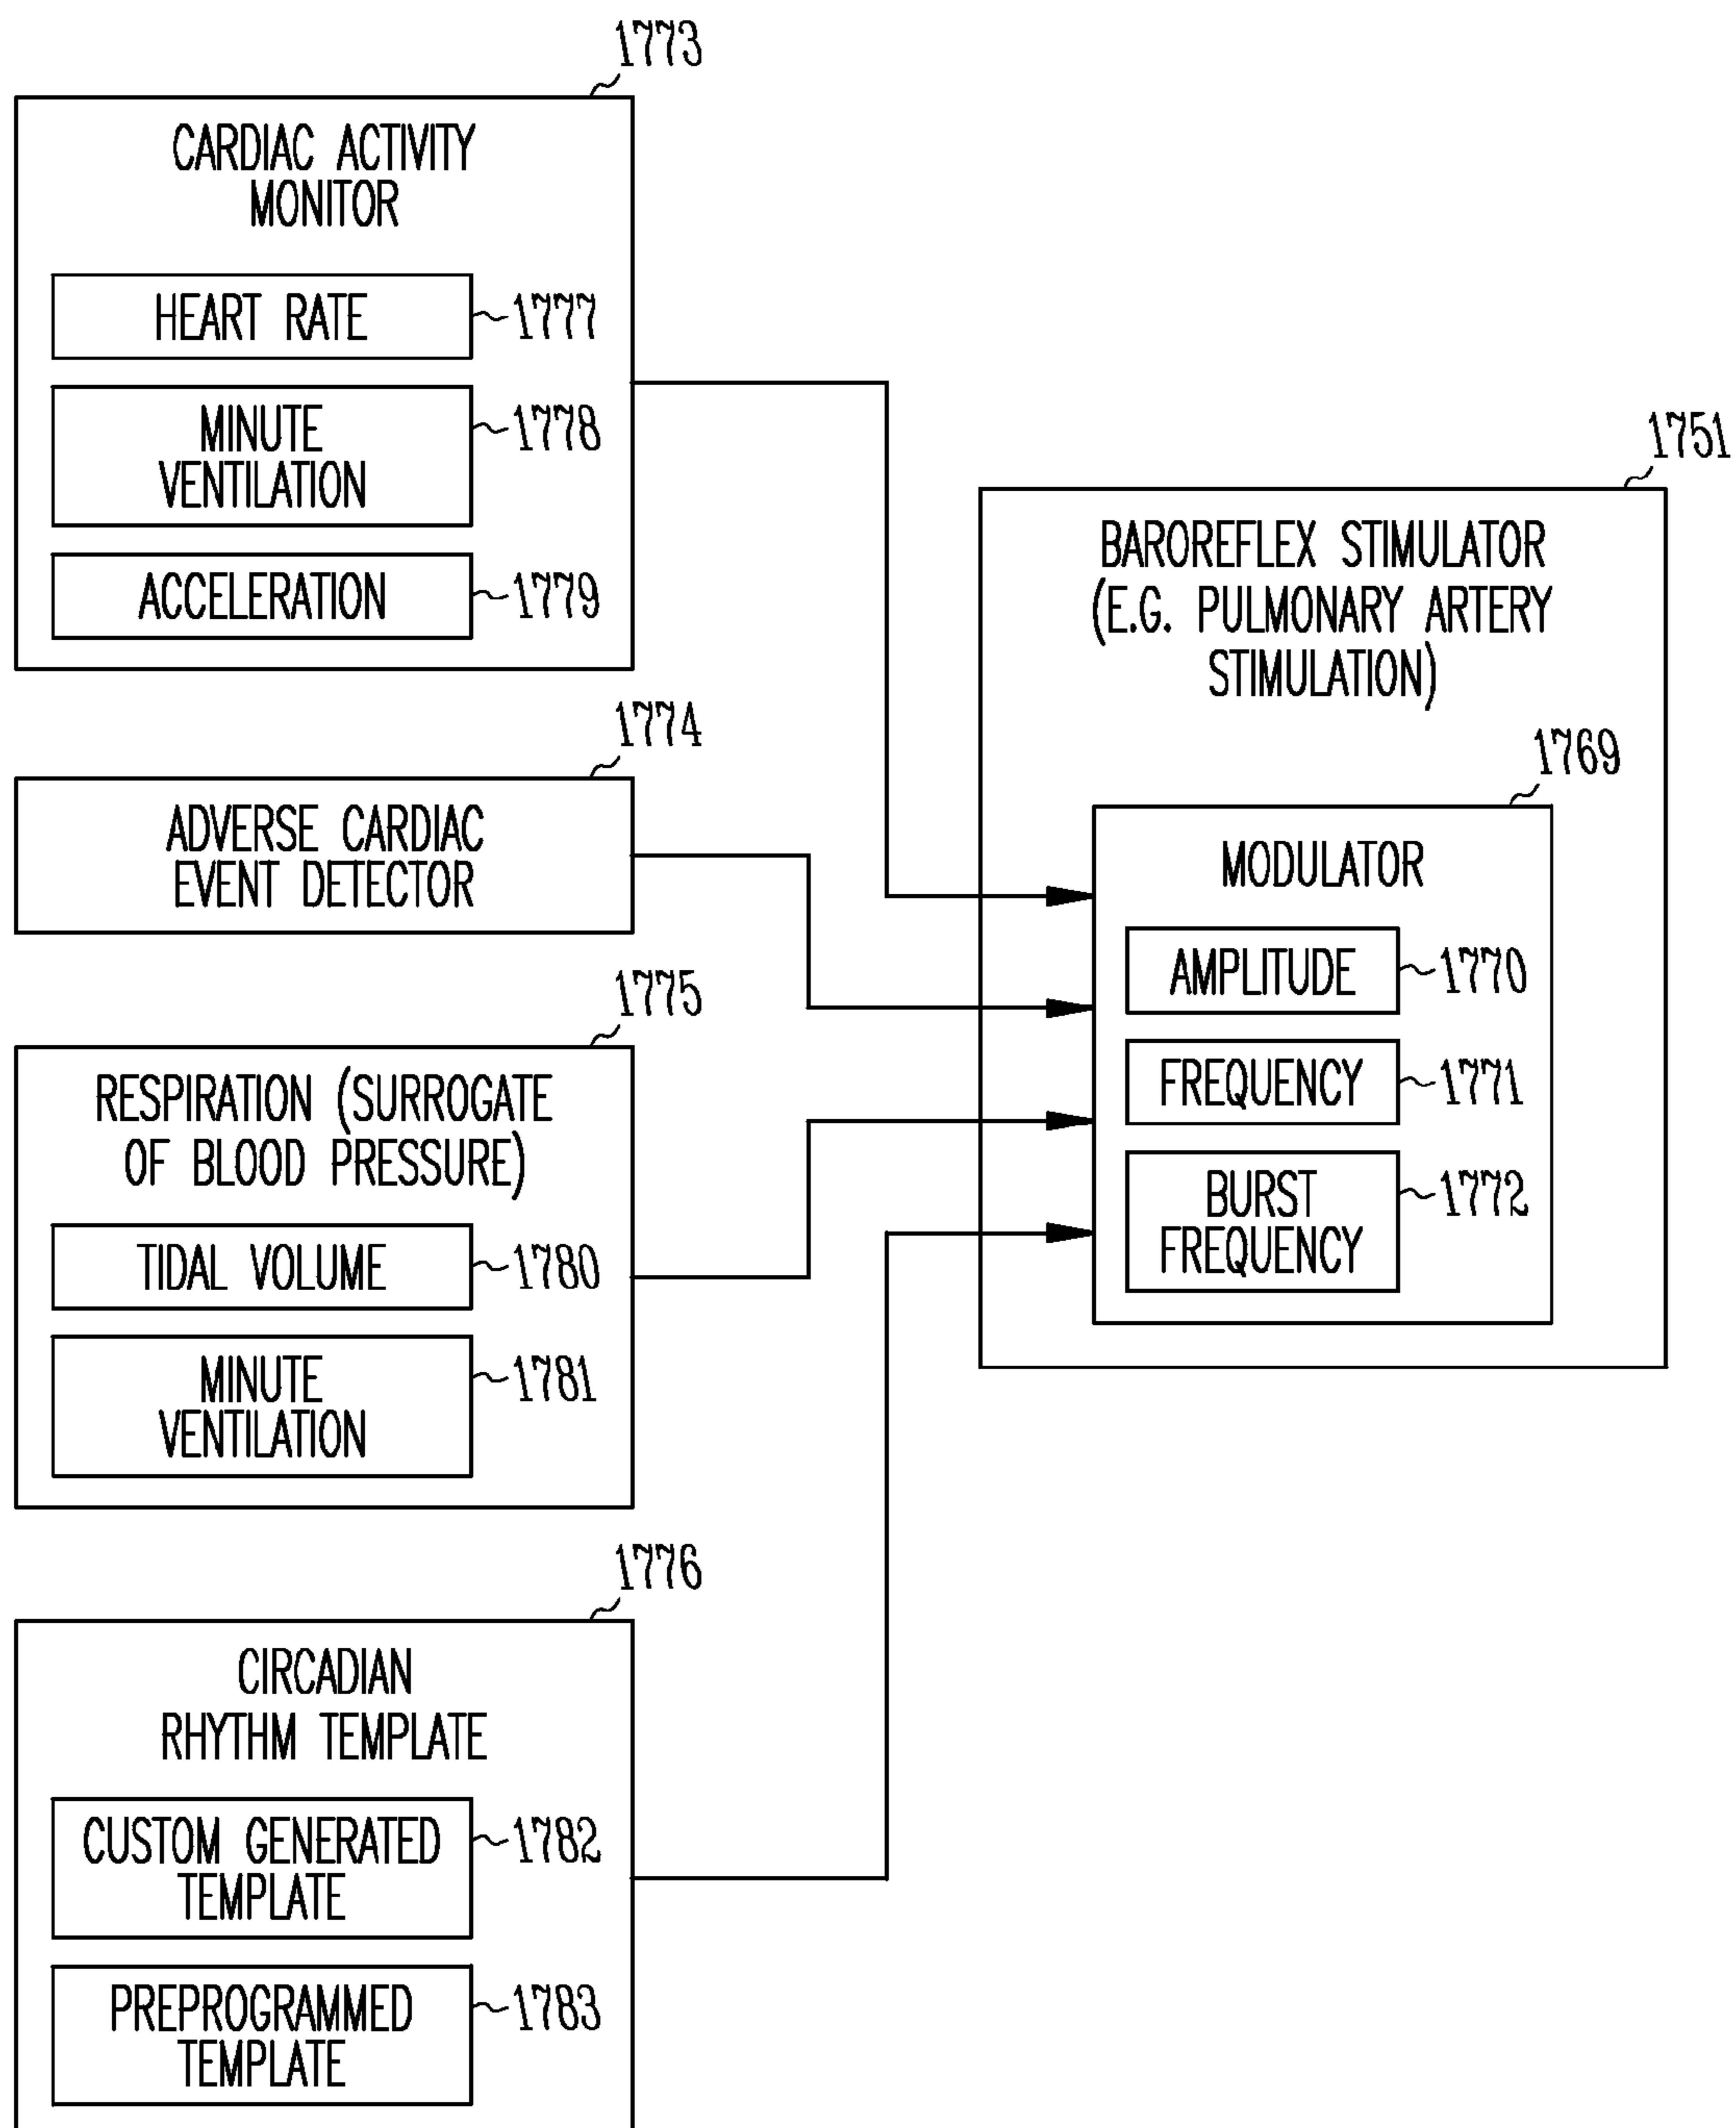 1773
CARDIAC ACTIVITY
MONITOR
HEART RATE
1777
MINUTE
VENTILATION
1778
ACCELERATION
1779
1774
ADVERSE CARDIAC
EVENT DETECTOR
1775
RESPIRATION (SURROGATE
OF BLOOD PRESSURE)
TIDAL VOLUME
1780
MINUTE
VENTILATION
1781
1776
CIRCADIAN
RHYTHM TEMPLATE
CUSTOM GENERATED
TEMPLATE
1782
PREPROGRAMMED
TEMPLATE
1783
1751
BAROREFLEX STIMULATOR
(E.G. PULMONARY ARTERY
STIMULATION)
1769
MODULATOR
AMPLITUDE
1770
FREQUENCY
1771
BURST
FREQUENCY
1772